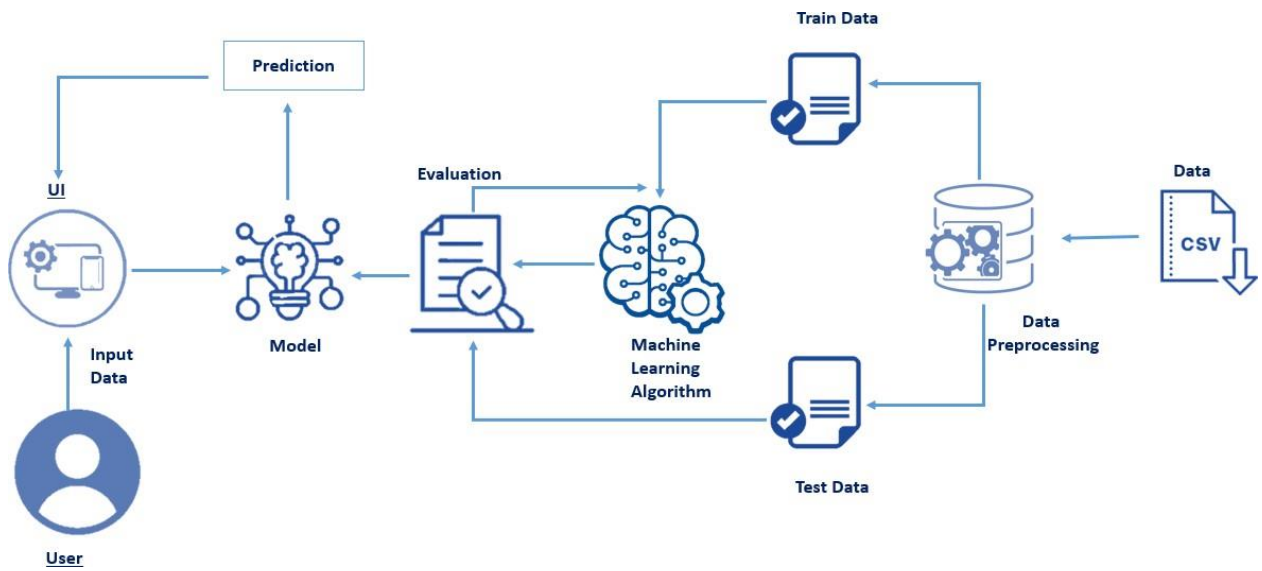 Train Data
Prediction
Evaluation
Data
UI
CSV
Model
Input
Data
Machine
Learning
Algorithm
Data
Preprocessing
Test Data
User